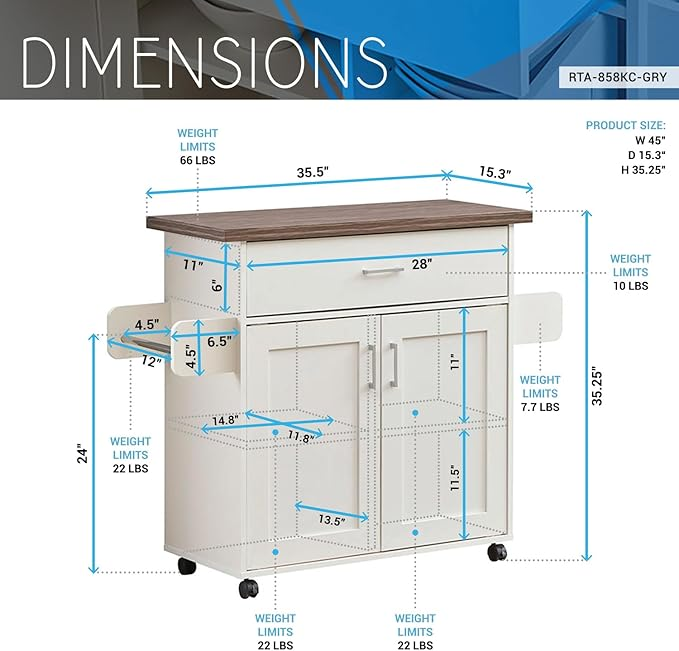 DIMENSIONS
RTA-858KC-GRY
PRODUCT SIZE:
W 45"
D 15.3"
H 35.25"
WEIGHT
LIMITS
66 LBS
35.5"
15.3"
11"
6"
28"
WEIGHT
LIMITS
10 LBS
4.5"
12"
4.5"
6.5"
11"
WEIGHT
LIMITS
7.7 LBS
35.25"
24"
WEIGHT
LIMITS
22 LBS
14.8"
11.8"
11.5"
13.5"
WEIGHT
LIMITS
22 LBS
WEIGHT
LIMITS
22 LBS